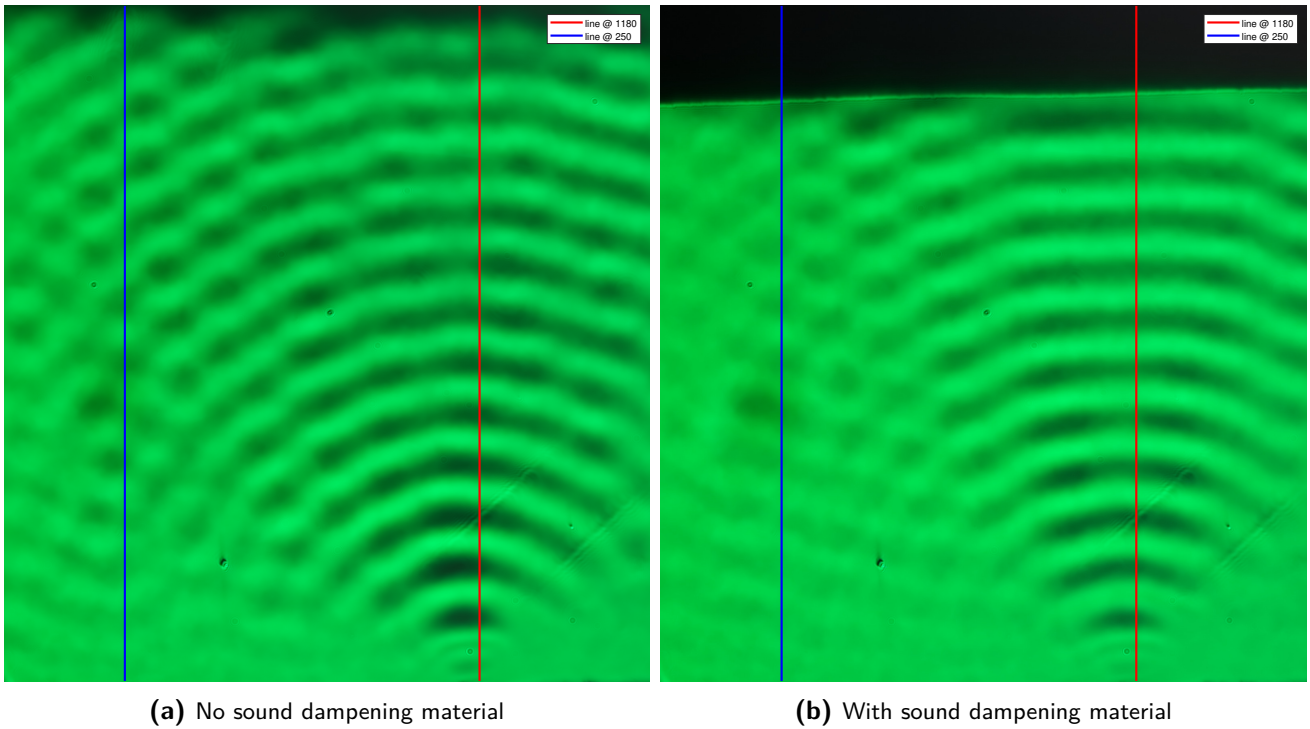 line @ 1180
line @ 250
line @ 1180
line @ 250
(a) No sound dampening material
(b) With sound dampening material